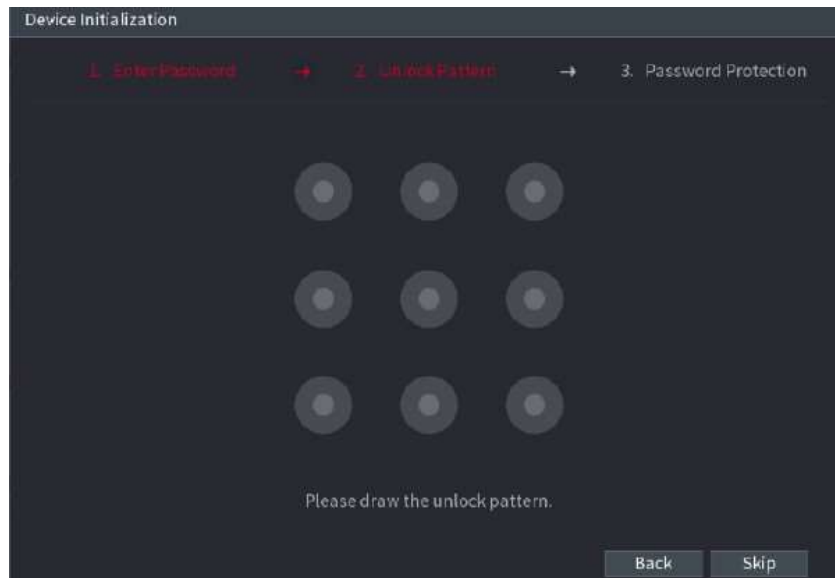 Device Initialization
1. Enter Password → 2. Unlock Pattern → 3. Password Protection
Please draw the unlock pattern.
Back Skip